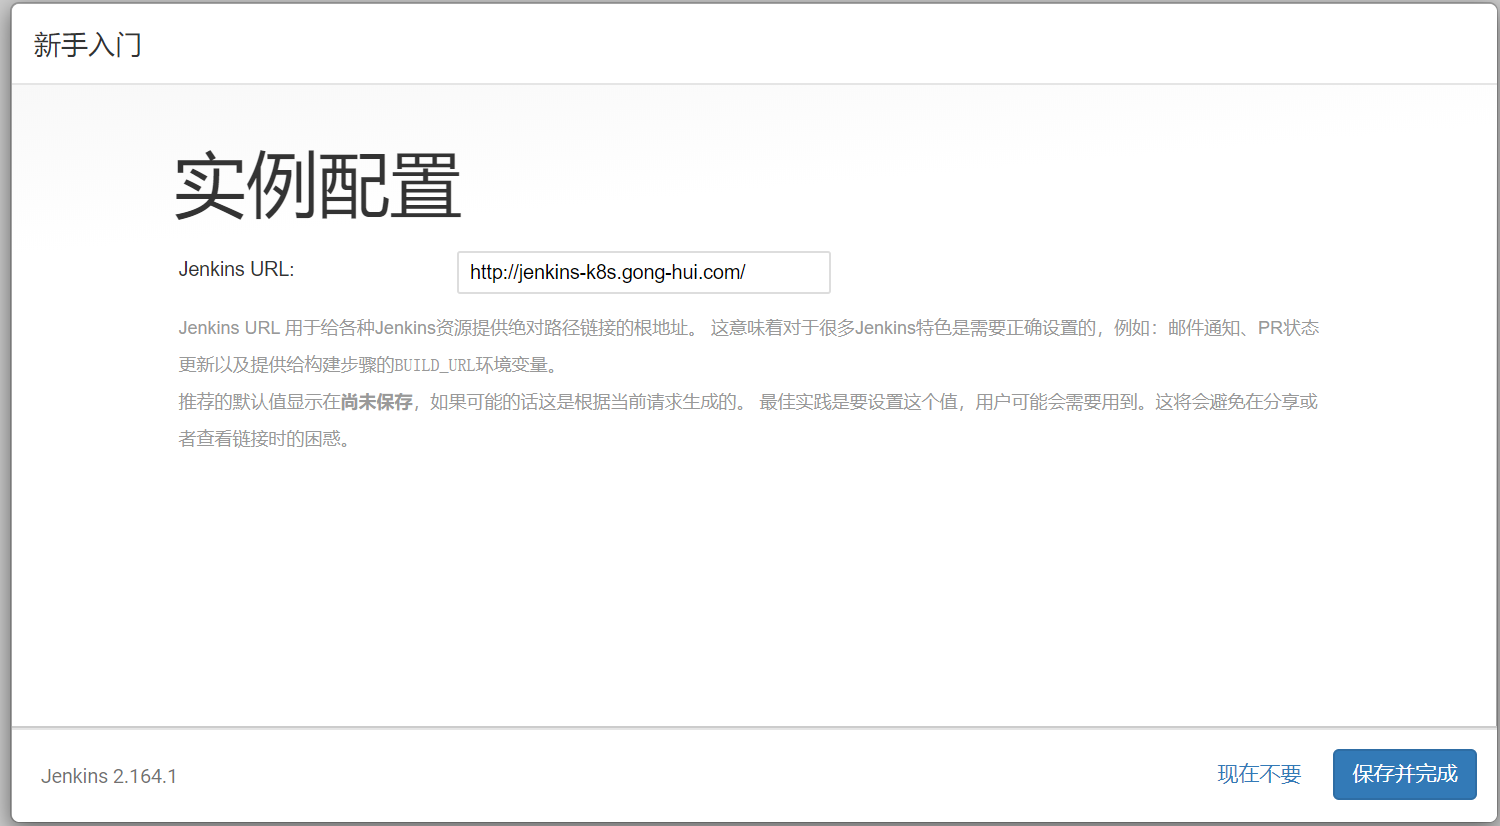 新手入门
实例配置
Jenkins URL:
http://jenkins-k8s.gong-hui.com/
Jenkins URL 用于给各种Jenkins资源提供绝对路径链接的根地址。 这意味着对于很多Jenkins特色是需要正确设置的，例如：邮件通知、PR状态
更新以及提供给构建步骤的BUILD_URL环境变量。
推荐的默认值显示在尚未保存，如果可能的话这是根据当前请求生成的。 最佳实践是要设置这个值，用户可能会需要用到。这将会避免在分享或
者查看链接时的困惑。
Jenkins 2.164.1
现在不要
保存并完成